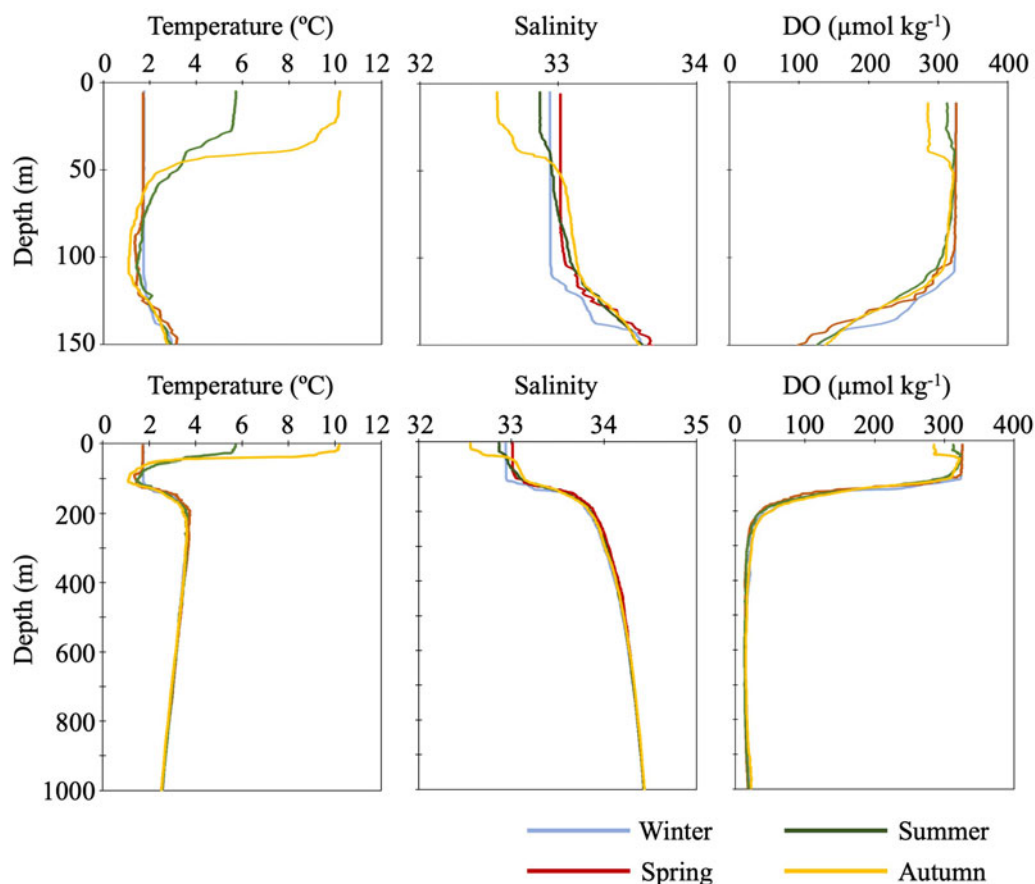 Temperature (ºC)
Salinity
DO (μmol kg⁻¹)
0 2 4 6 8 10 12
32 33 34
0 100 200 300 400
Depth (m)
0
50
100
150
Temperature (ºC)
Salinity
DO (μmol kg⁻¹)
0 2 4 6 8 10 12
32 33 34 35
0 100 200 300 400
Depth (m)
0
200
400
600
800
1000
Winter
Summer
Spring
Autumn